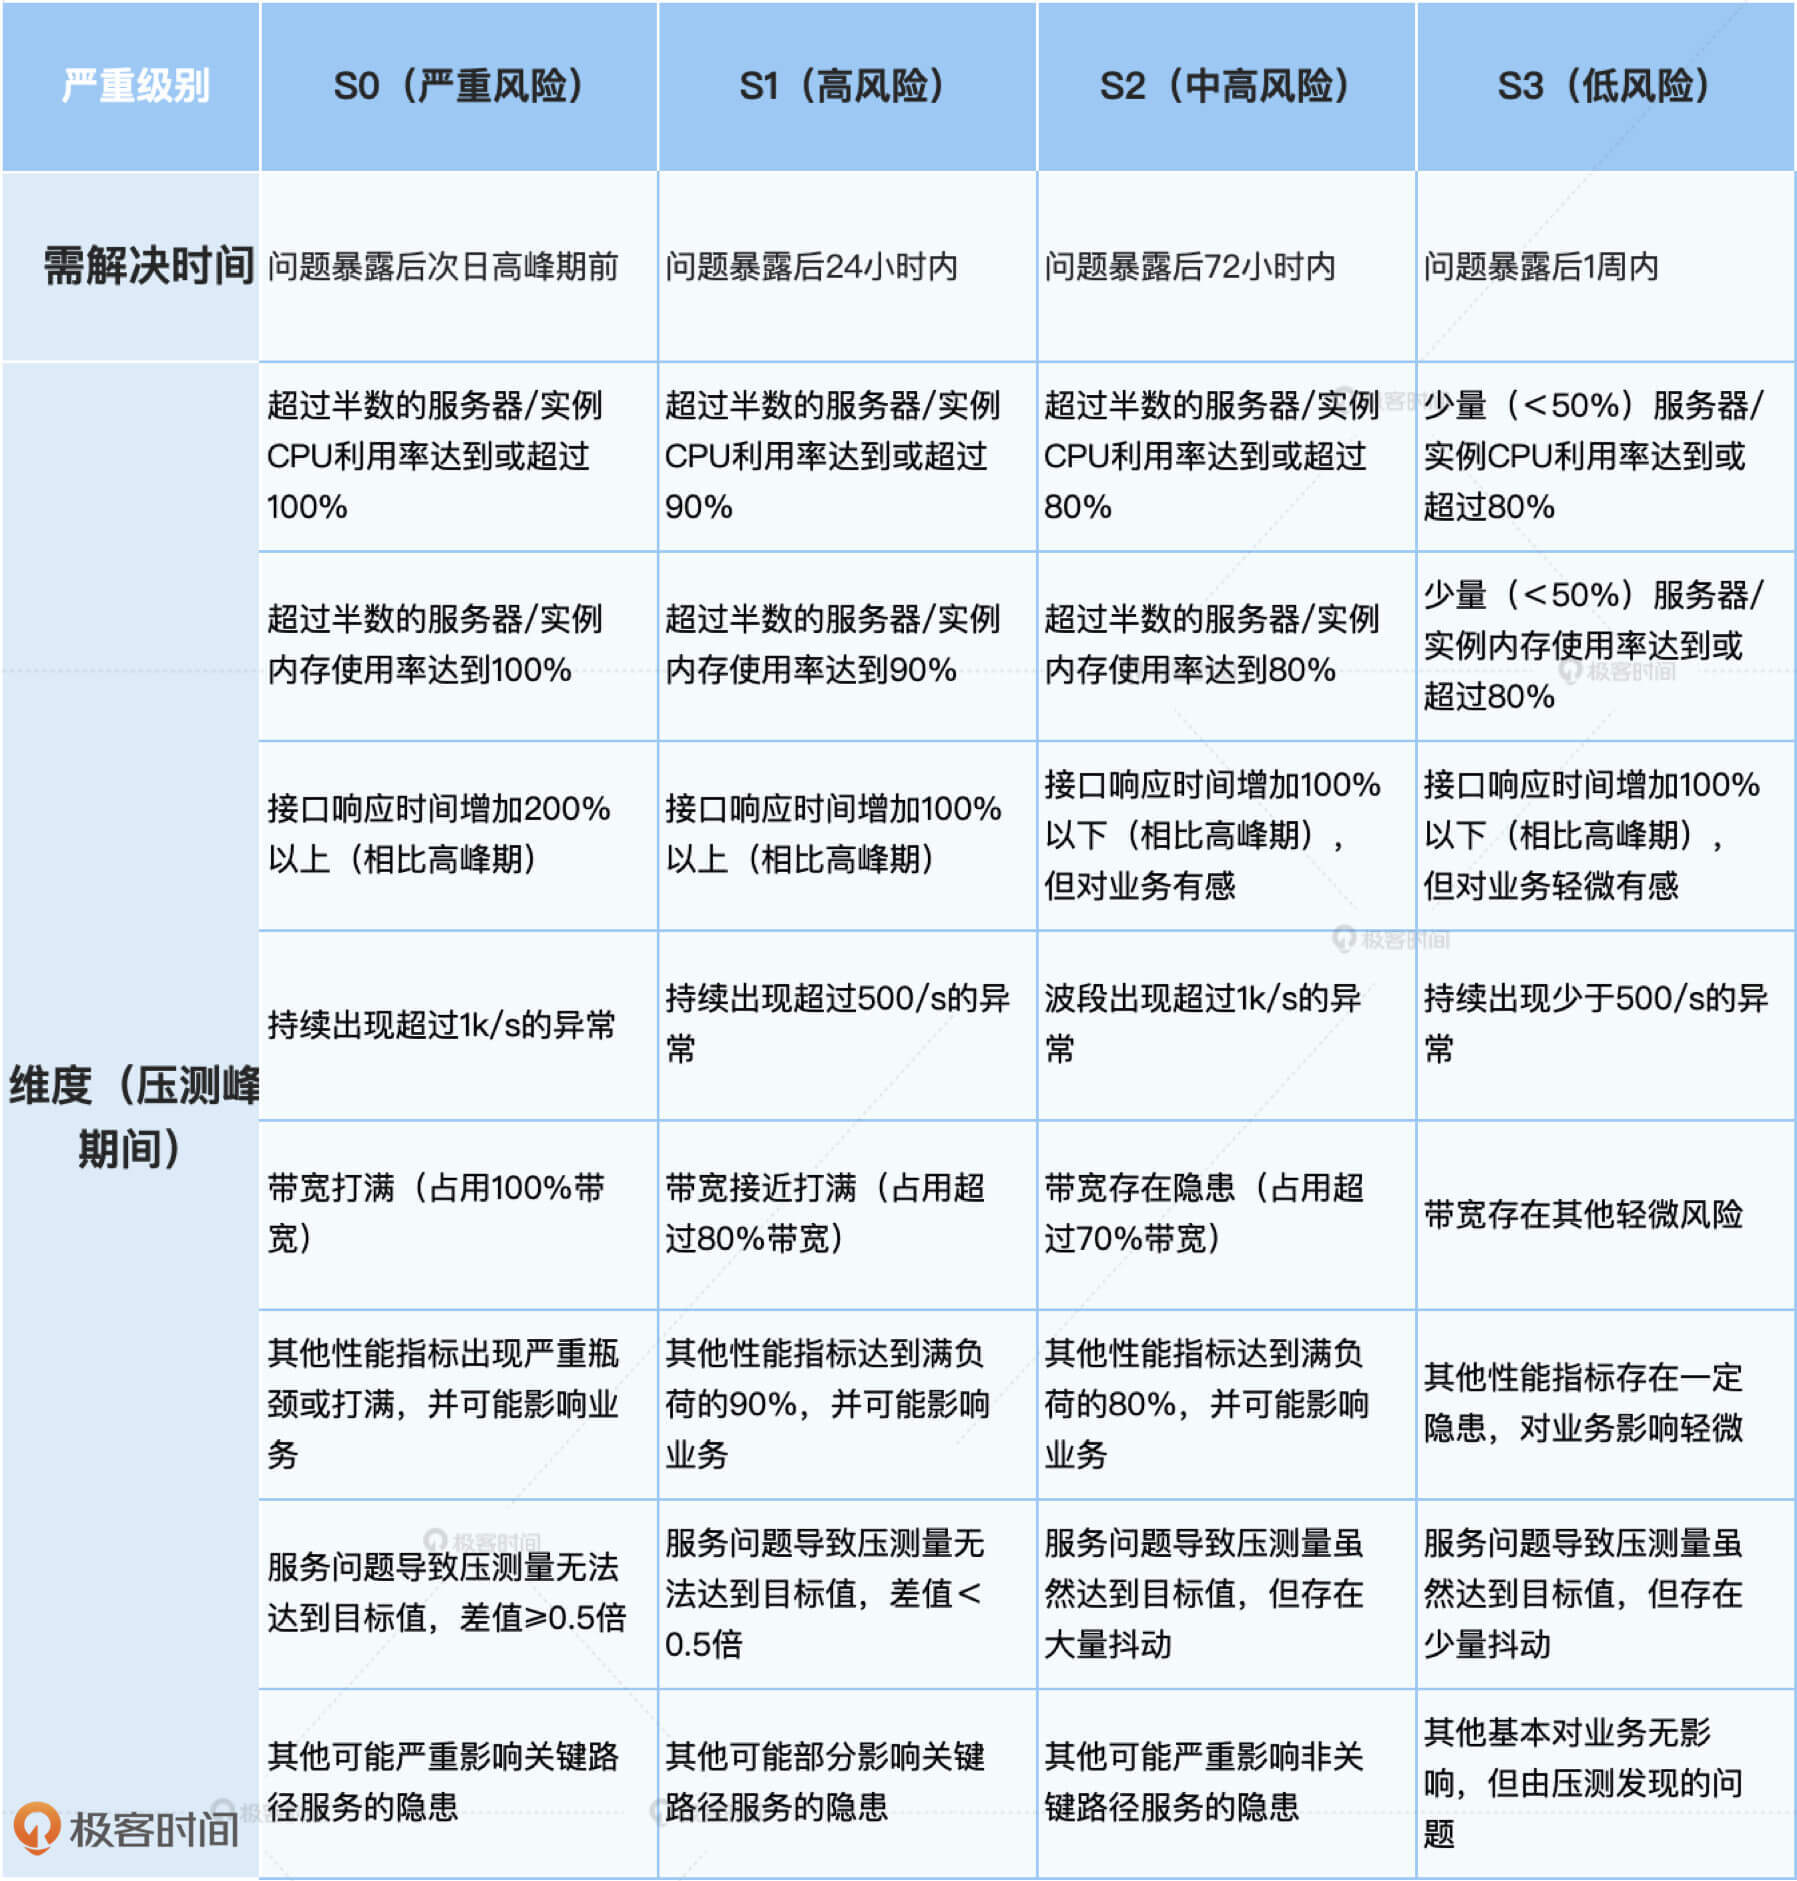 严重级别
S0（严重风险）
S1（高风险）
S2（中高风险）
S3（低风险）
需解决时间
问题暴露后次日高峰期前
问题暴露后24小时内
问题暴露后72小时内
问题暴露后1周内
维度（压测峰
期间）
超过半数的服务器/实例
CPU利用率达到或超过
100%
超过半数的服务器/实例
CPU利用率达到或超过
90%
超过半数的服务器/实例
CPU利用率达到或超过
80%
少量（＜50%）服务器/
实例CPU利用率达到或
超过80%
超过半数的服务器/实例
内存使用率达到100%
超过半数的服务器/实例
内存使用率达到90%
超过半数的服务器/实例
内存使用率达到80%
少量（＜50%）服务器/
实例内存使用率达到或
超过80%
接口响应时间增加200%
以上（相比高峰期）
接口响应时间增加100%
以上（相比高峰期）
接口响应时间增加100%
以下（相比高峰期），
但对业务有感
接口响应时间增加100%
以下（相比高峰期），
但对业务轻微有感
持续出现超过1k/s的异常
持续出现超过500/s的异
常
波段出现超过1k/s的异
常
持续出现少于500/s的异
常
带宽打满（占用100%带
宽）
带宽接近打满（占用超
过80%带宽）
带宽存在隐患（占用超
过70%带宽）
带宽存在其他轻微风险
其他性能指标出现严重瓶
颈或打满，并可能影响业
务
其他性能指标达到满负
荷的90%，并可能影响
业务
其他性能指标达到满负
荷的80%，并可能影响
业务
其他性能指标存在一定
隐患，对业务影响轻微
服务问题导致压测量无法
达到目标值，差值≥0.5倍
服务问题导致压测量无
法达到目标值，差值＜
0.5倍
服务问题导致压测量虽
然达到目标值，但存在
大量抖动
服务问题导致压测量虽
然达到目标值，但存在
少量抖动
其他可能严重影响关键路
径服务的隐患
其他可能部分影响关键
路径服务的隐患
其他可能严重影响非关
键路径服务的隐患
其他基本对业务无影
响，但由压测发现的问
题
极客时间
极客时间
极客时间
极客时间